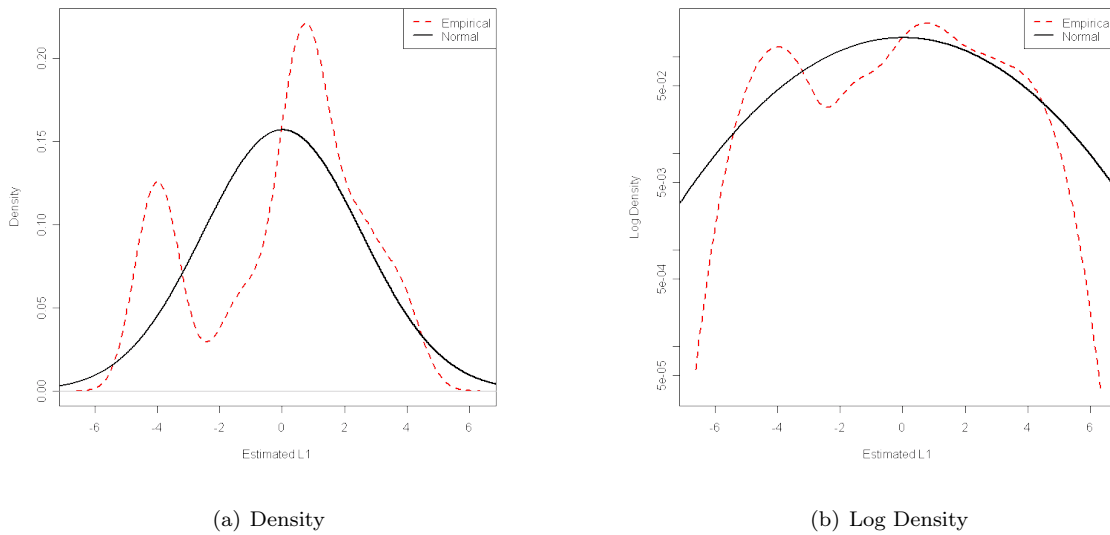 Empirical
Normal
Density
0.20
0.15
0.10
0.05
0.00
-6 -4 -2 0 2 4 6
Estimated L1
(a) Density
Empirical
Normal
Log Density
5e-02
5e-03
5e-04
5e-05
-6 -4 -2 0 2 4 6
Estimated L1
(b) Log Density